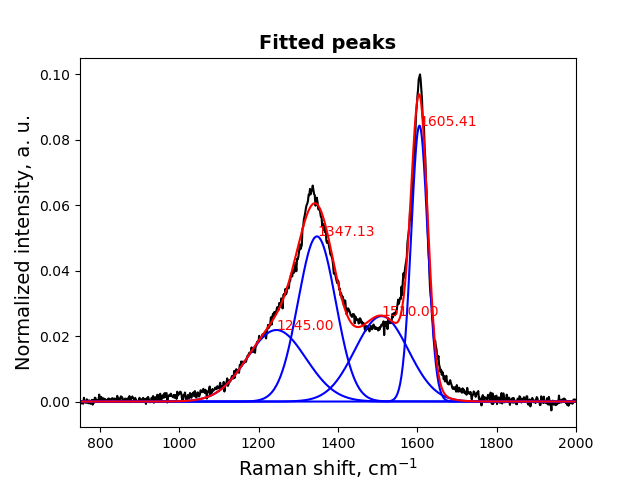 Fitted peaks
Normalized intensity, a. u.
0.10
0.08
0.06
0.04
0.02
0.00
1605.41
1347.13
1510.00
1245.00
800 1000 1200 1400 1600 1800 2000
Raman shift, cm⁻¹